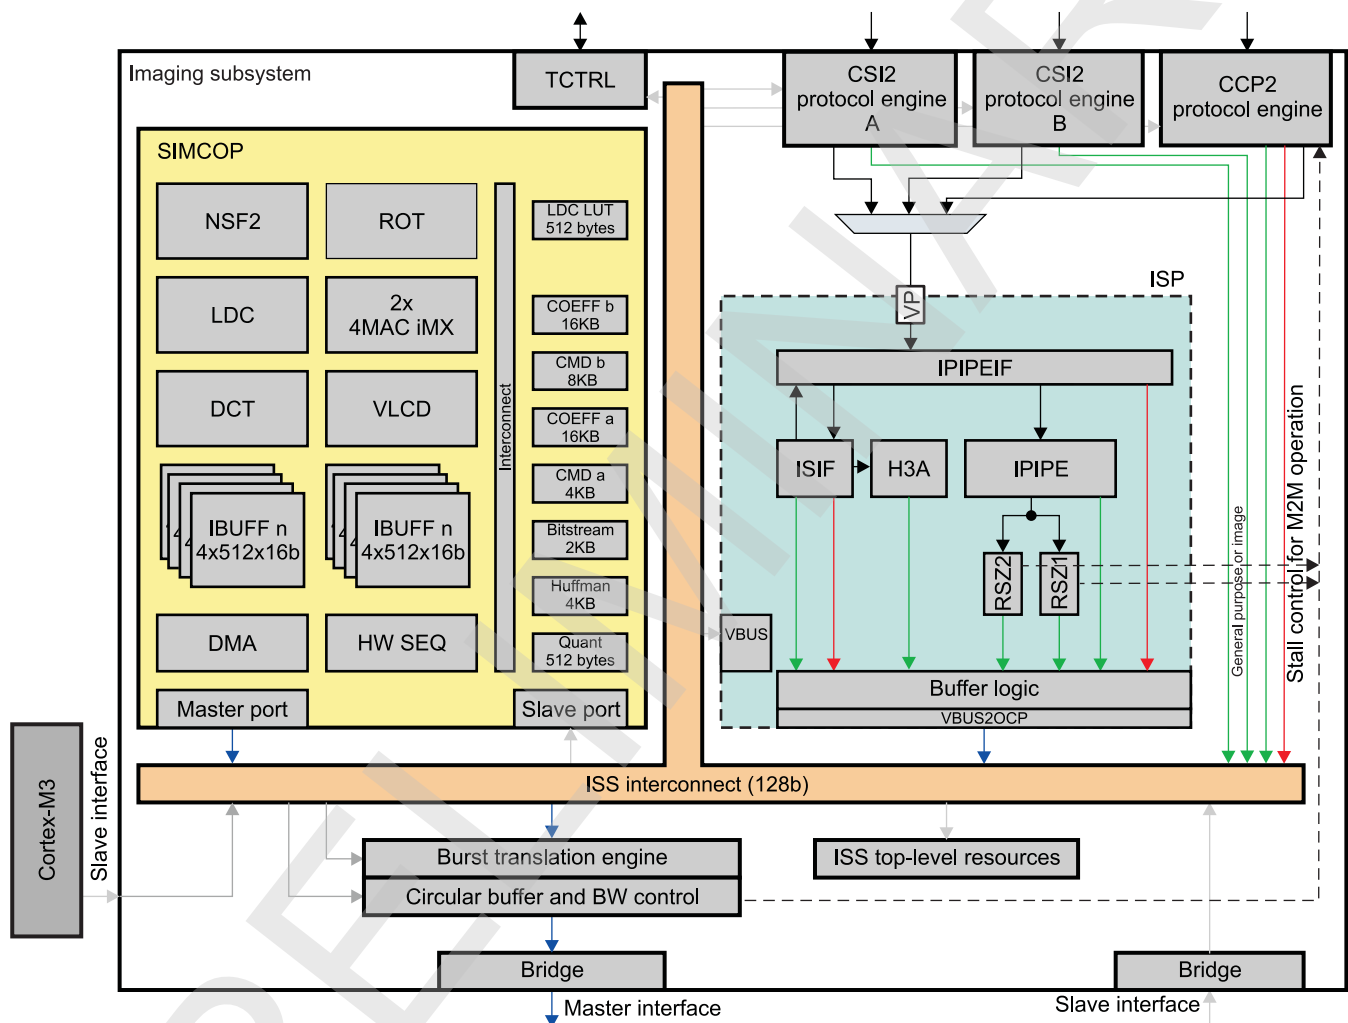 Imaging subsystem
TCTRL
CSI2
protocol engine
A
CSI2
protocol engine
B
CCP2
protocol engine
SIMCOP
NSF2
ROT
LDC
2x
4MAC iMX
DCT
VLCD
IBUFF n
4x512x16b
IBUFF n
4x512x16b
DMA
HW SEQ
Master port
Slave port
Interconnect
LDC LUT
512 bytes
COEFF b
16KB
CMD b
8KB
COEFF a
16KB
CMD a
4KB
Bitstream
2KB
Huffman
4KB
Quant
512 bytes
ISP
VP
IPIPEIF
ISIF
H3A
IPIPE
RSZ2
RSZ1
VBUS
Buffer logic
VBUS2OCP
General purpose or image
Stall control for M2M operation
Cortex-M3
Slave interface
ISS interconnect (128b)
Burst translation engine
Circular buffer and BW control
ISS top-level resources
Bridge
Bridge
Master interface
Slave interface
PRELIMINARY